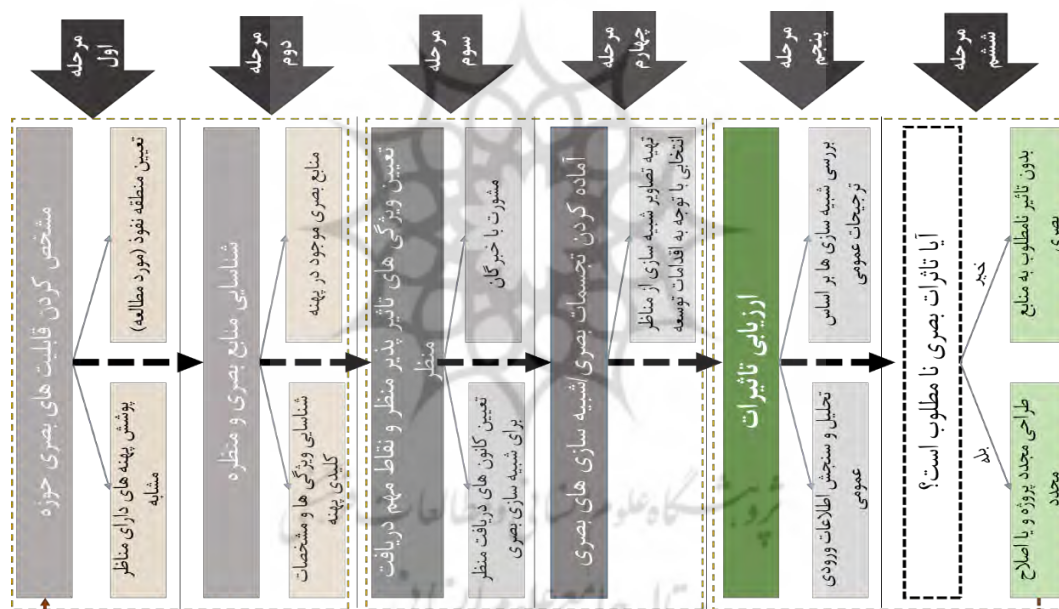 مرحله
اول
مشخص کردن قابلیت های بصری حوزه
تعیین منطقه نفوذ (مورد مطالعه)
پوشش پهنه های دارای مناظر
مشابه
مرحله
دوم
شناسایی منابع بصری و منظره
منابع بصری موجود در پهنه
شناسایی ویژگی ها و مشخصات
کلیدی پهنه
مرحله
سوم
تعیین ویژگی های تاثیر پذیر منظر و نقاط مهم دریافت
منظر
مشورت با خبرگان
تعیین کانون های دریافت منظر
برای شبیه سازی بصری
مرحله
چهارم
آماده کردن تجسمات بصری (شبیه سازی های بصری
تهیه تصاویر شبیه سازی از مناظر
انتخابی با توجه به اقدامات توسعه
مرحله
پنجم
ارزیابی تاثیرات
بررسی شبیه سازی ها بر اساس
ترجیحات عمومی
تحلیل و سنجش اطلاعات ورودی
عمومی
مرحله
ششم
آیا تاثرات بصری نا مطلوب است؟
خیر
بدون تاثیر نامطلوب به منابع
بصری
بله
طراحی مجدد پروژه و یا اصلاح
مجدد
پژوهشگاه علوم انسانی و مطالعات فرهنگی